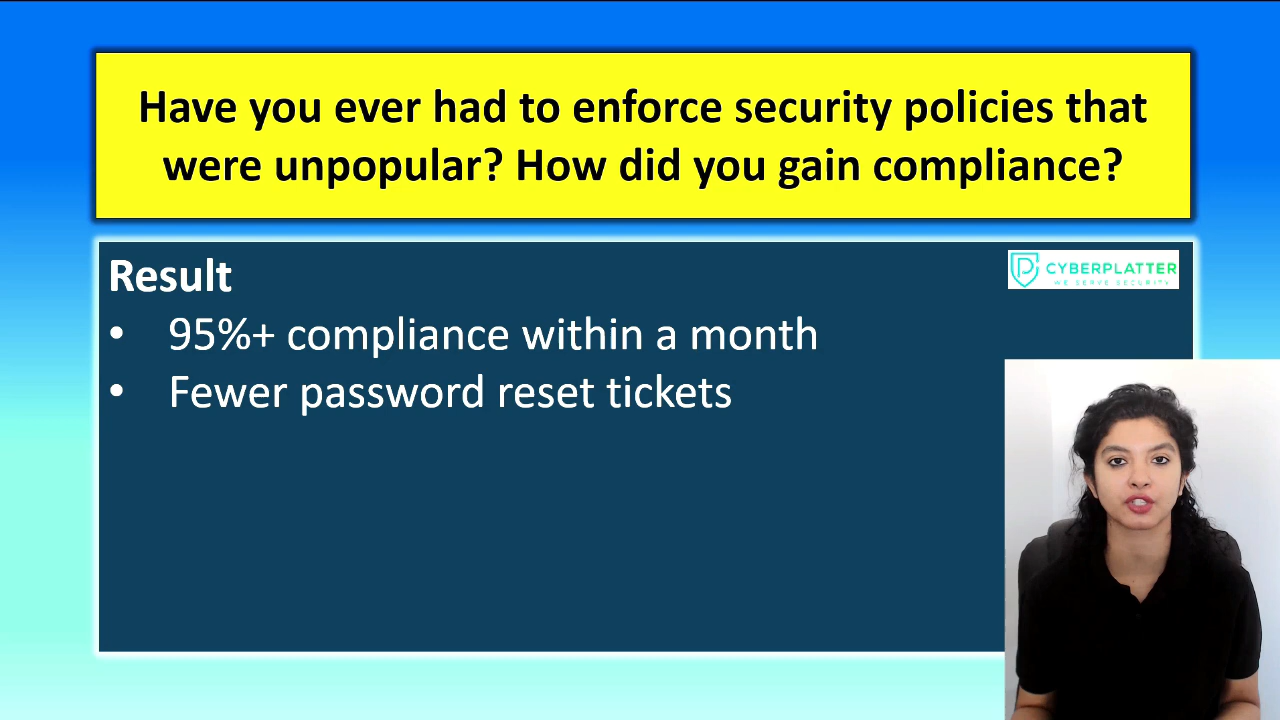 Have you ever had to enforce security policies that
were unpopular? How did you gain compliance?
Result
CYBERPLATTER
WE SERVE SECURITY
• 95%+ compliance within a month
• Fewer password reset tickets